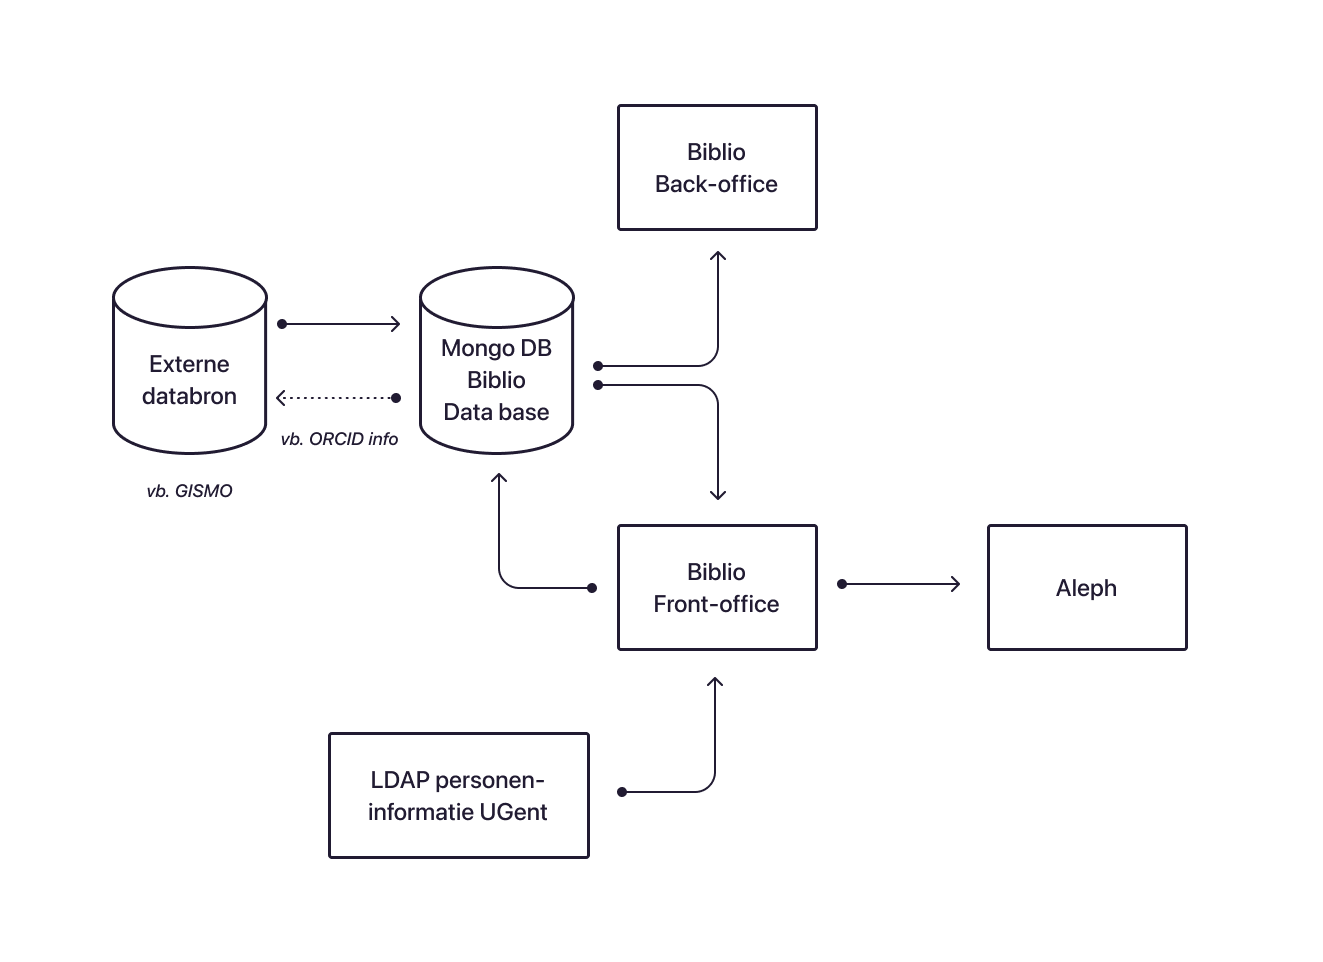 Biblio
Back-office
Externe
databron
Mongo DB
Biblio
Data base
vb. ORCID info
vb. GISMO
Biblio
Front-office
Aleph
LDAP personen-
informatie UGent